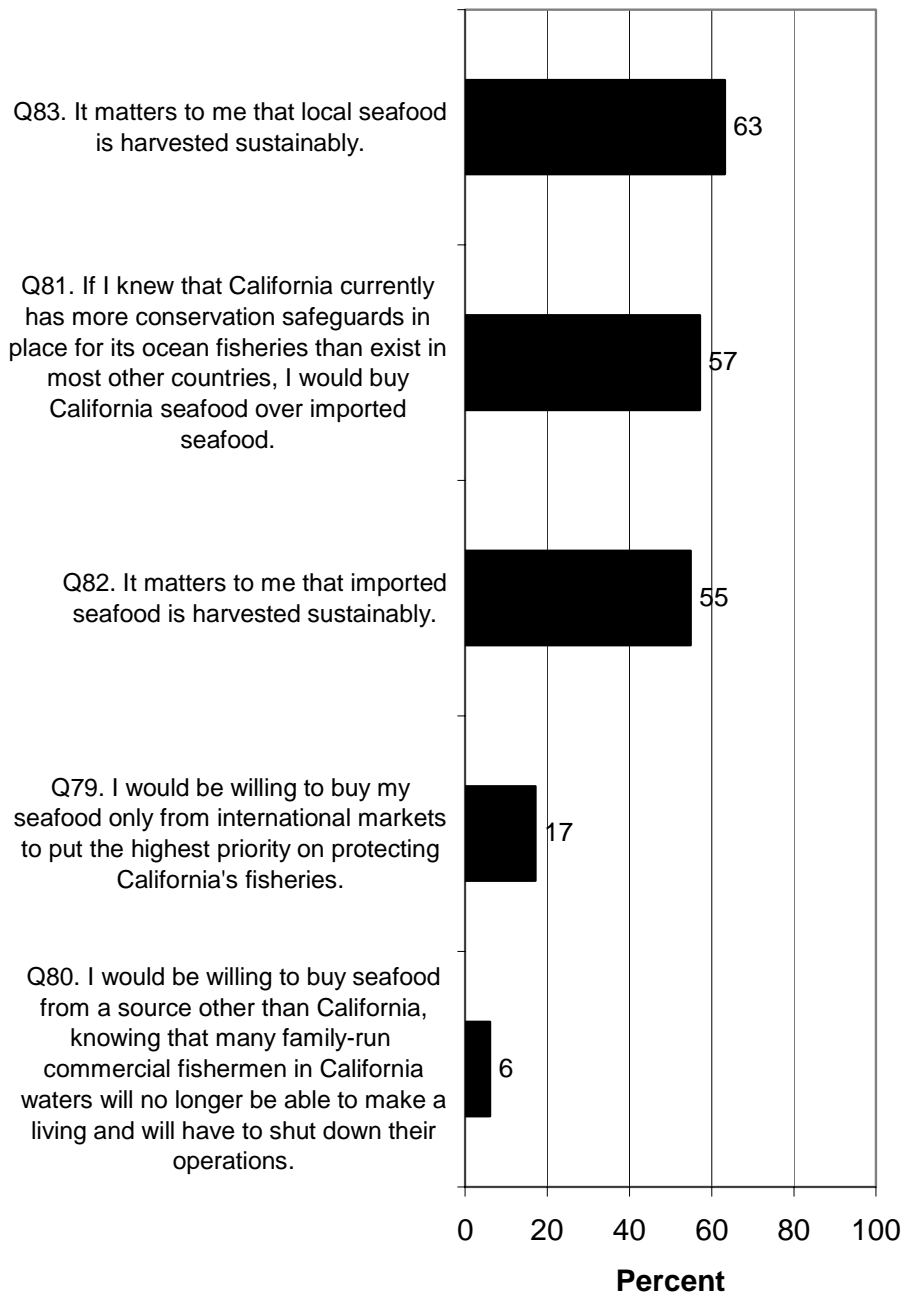 Q83. It matters to me that local seafood
is harvested sustainably.
63
Q81. If I knew that California currently
has more conservation safeguards in
place for its ocean fisheries than exist in
most other countries, I would buy
California seafood over imported
seafood.
57
Q82. It matters to me that imported
seafood is harvested sustainably.
55
Q79. I would be willing to buy my
seafood only from international markets
to put the highest priority on protecting
California's fisheries.
17
Q80. I would be willing to buy seafood
from a source other than California,
knowing that many family-run
commercial fishermen in California
waters will no longer be able to make a
living and will have to shut down their
operations.
6
0 20 40 60 80 100
Percent